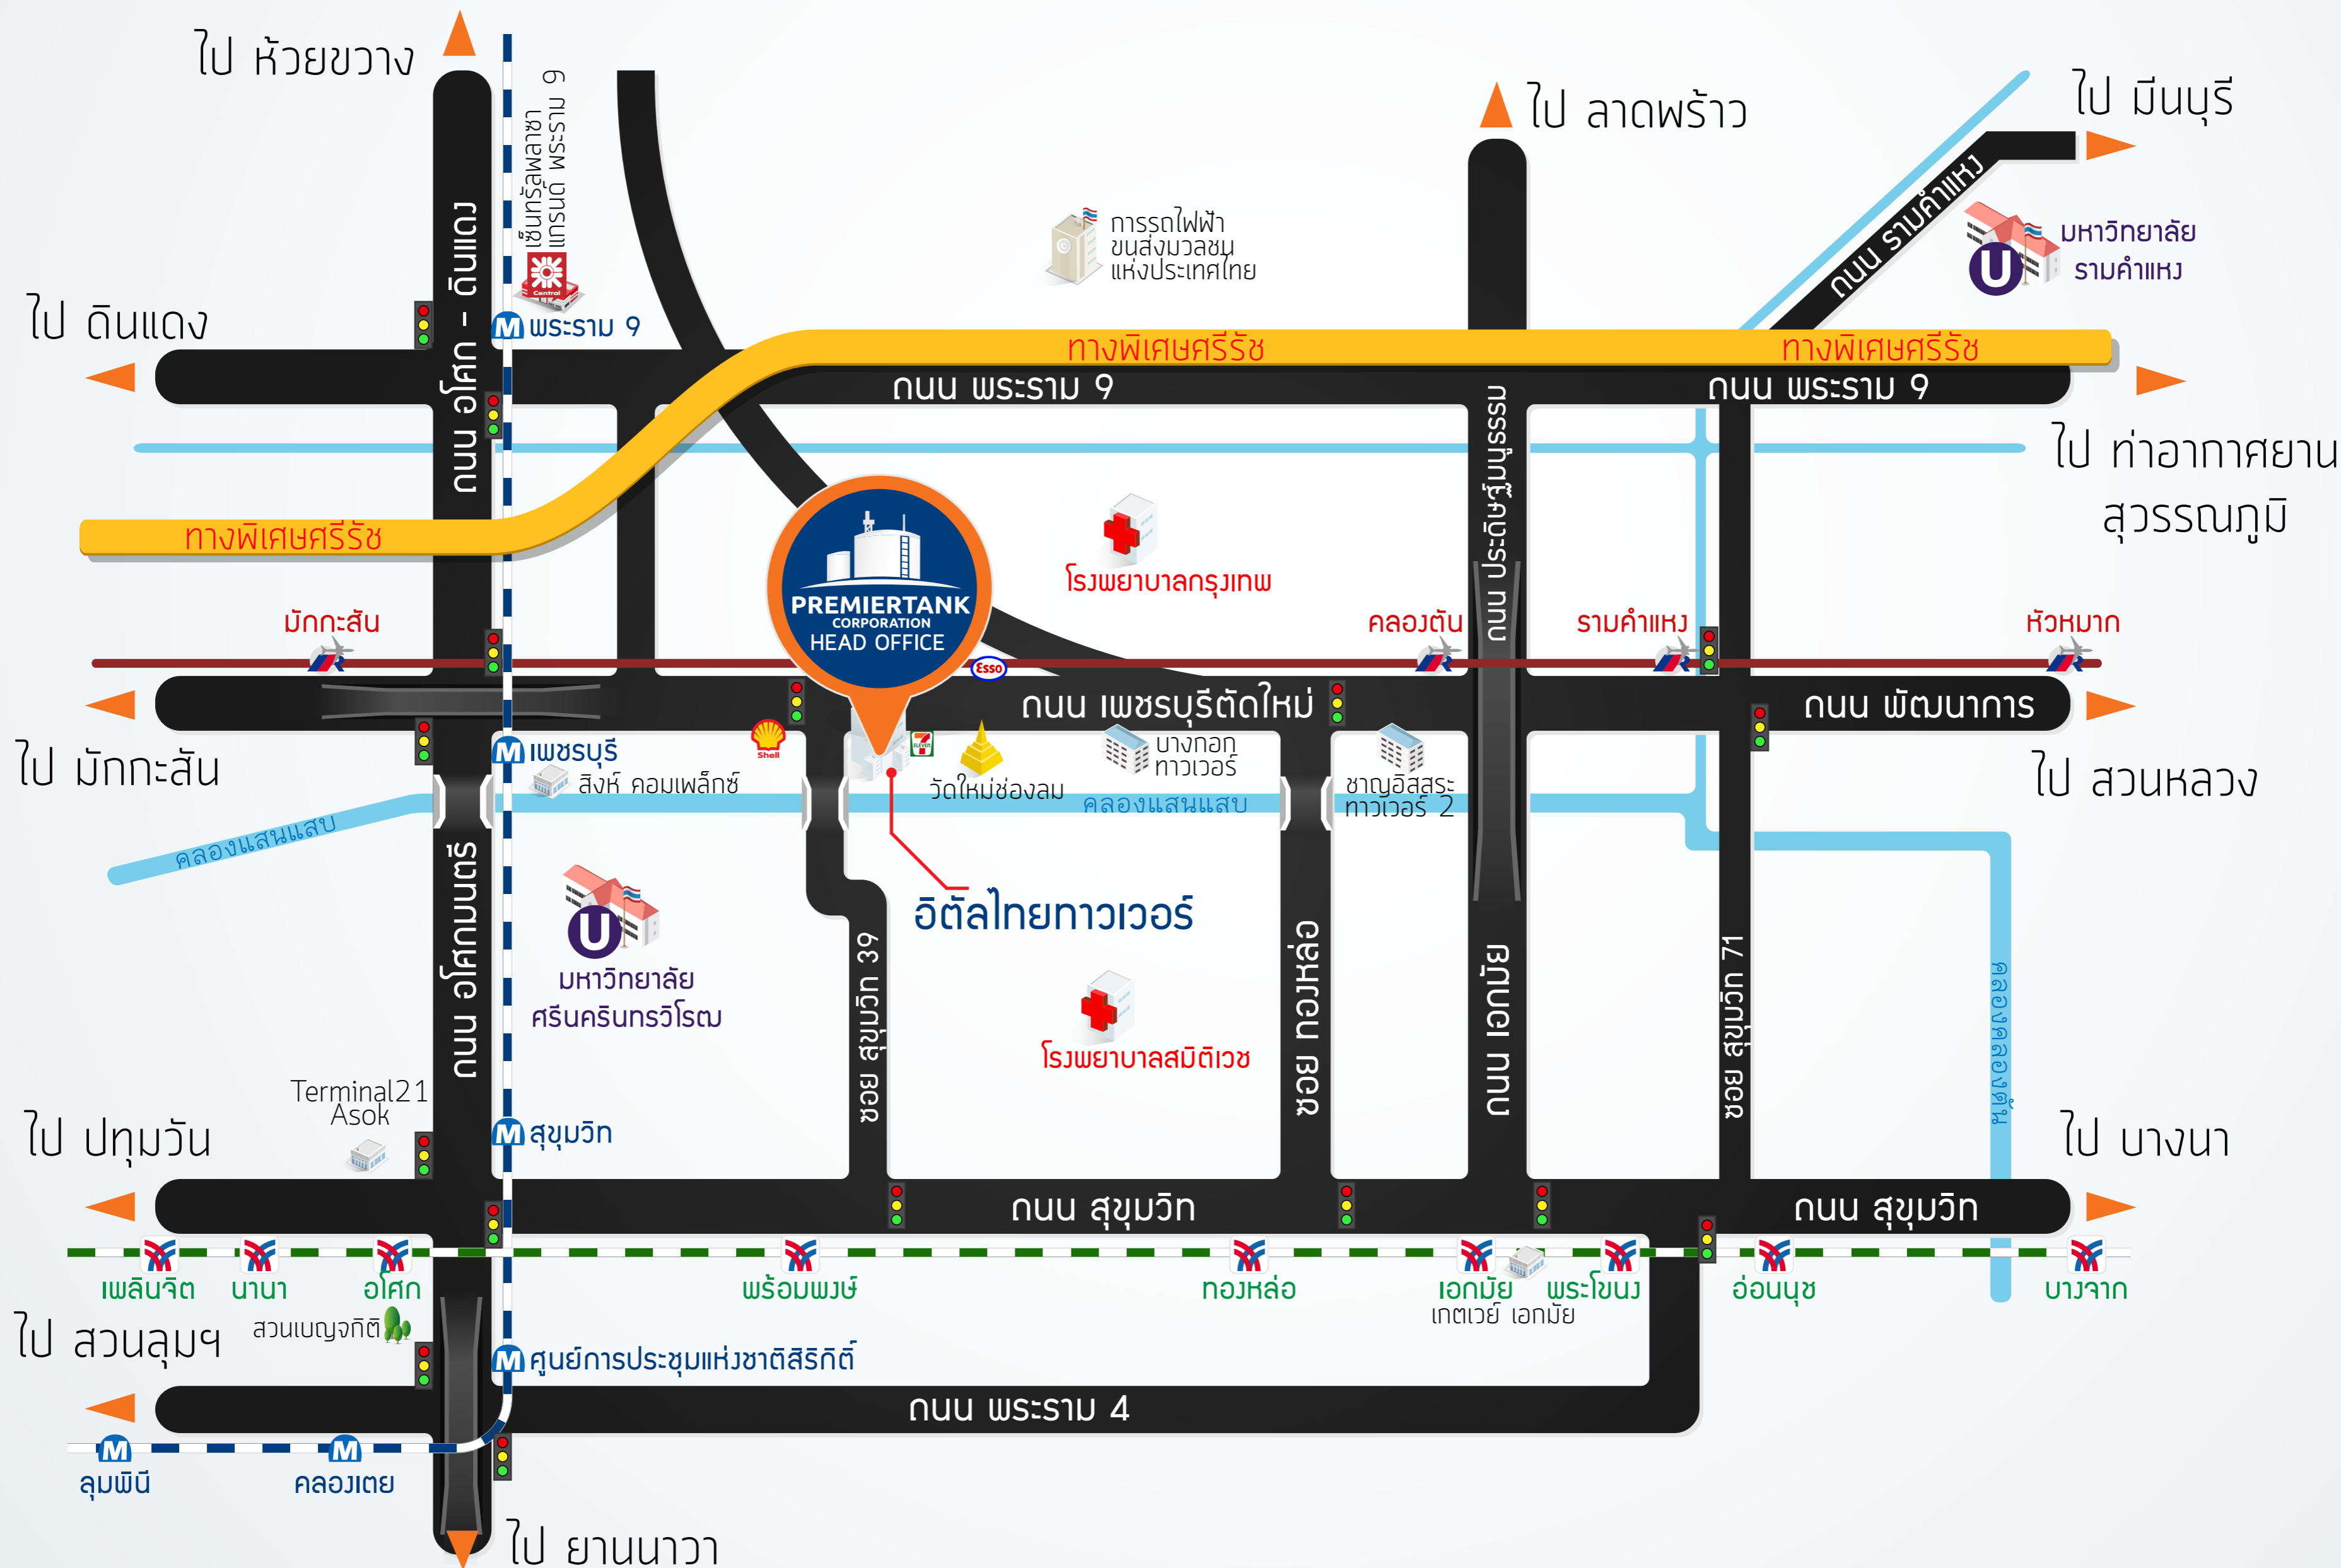 ไป ห้วยขวาง
ไป ลาดพร้าว
ไป มีนบุรี
เซ็นทรัลพลาซา
แกรนด์ พระราม 9
Central
ถนน อโศก - ดินแดง
การรถไฟฟ้า
ขนส่งมวลชน
แห่งประเทศไทย
ถนน รามคำแหง
U
มหาวิทยาลัย
รามคำแหง
ไป ดินแดง
M พระราม 9
ทางพิเศษศรีรัช
ทางพิเศษศรีรัช
ถนน พระราม 9
ถนน พระราม 9
ไป ท่าอากาศยาน
สุวรรณภูมิ
ทางพิเศษศรีรัช
ถนน ประดิษฐ์มนูธรรม
PREMIERTANK
CORPORATION
HEAD OFFICE
โรงพยาบาลกรุงเทพ
มักกะสัน
คลองตัน
รามคำแหง
หัวหมาก
Esso
ถนน เพชรบุรีตัดใหม่
ถนน พัฒนาการ
ไป มักกะสัน
M เพชรบุรี
สิงห์ คอมเพล็กซ์
Shell
7 ELEVEN
วัดใหม่ช่องลม
บางกอก
ทาวเวอร์
ชาญอิสสระ
ทาวเวอร์ 2
ไป สวนหลวง
คลองแสนแสบ
คลองแสนแสบ
อิตัลไทยทาวเวอร์
ถนน อโศกมนตรี
U
มหาวิทยาลัย
ศรีนครินทรวิโรฒ
ซอย สุขุมวิท 39
โรงพยาบาลสมิติเวช
ซอย ทองหล่อ
ถนน เอกมัย
ซอย สุขุมวิท 71
คลองคลองตัน
Terminal21
Asok
ไป ปทุมวัน
M สุขุมวิท
ไป บางนา
ถนน สุขุมวิท
ถนน สุขุมวิท
เพลินจิต
นานา
อโศก
พร้อมพงษ์
ทองหล่อ
เอกมัย
พระโขนง
อ่อนนุช
บางจาก
เกตเวย์ เอกมัย
สวนเบญจกิติ
ไป สวนลุมฯ
M ศูนย์การประชุมแห่งชาติสิริกิติ์
ถนน พระราม 4
M
M
ลุมพินี
คลองเตย
ไป ยานนาวา